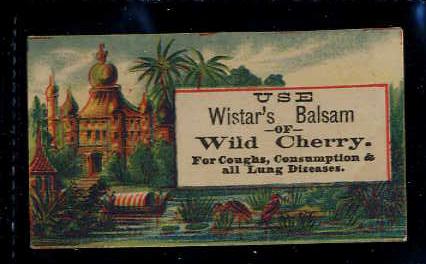 USE
Wistar's Balsam
—OF—
Wild Cherry.
For Coughs, Consumption &
all Lung Diseases.